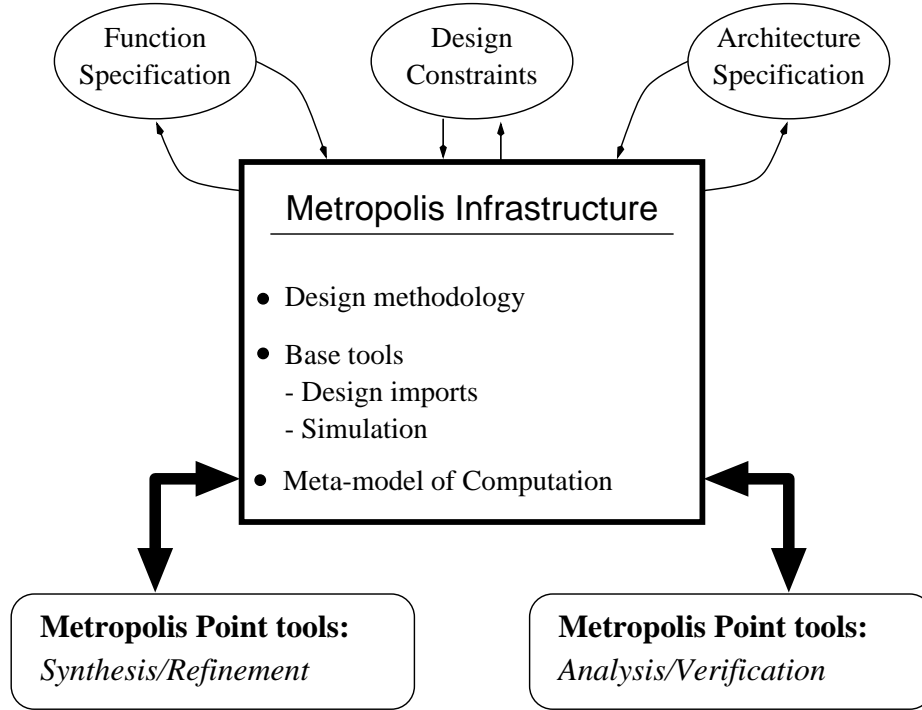 Function
Specification
Design
Constraints
Architecture
Specification
Metropolis Infrastructure
• Design methodology
• Base tools
- Design imports
- Simulation
• Meta-model of Computation
Metropolis Point tools:
Synthesis/Refinement
Metropolis Point tools:
Analysis/Verification